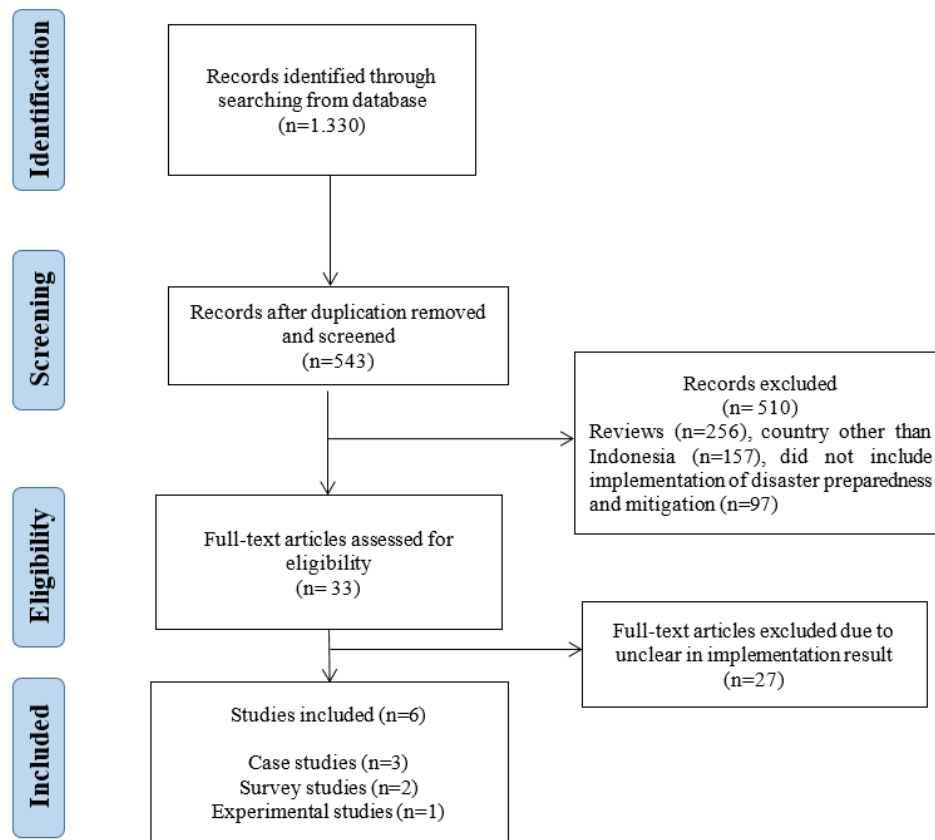 Identification
Records identified through
searching from database
(n=1.330)
Screening
Records after duplication removed
and screened
(n=543)
Records excluded
(n= 510)
Reviews (n=256), country other than
Indonesia (n=157), did not include
implementation of disaster preparedness
and mitigation (n=97)
Eligibility
Full-text articles assessed for
eligibility
(n= 33)
Full-text articles excluded due to
unclear in implementation result
(n=27)
Included
Studies included (n=6)
Case studies (n=3)
Survey studies (n=2)
Experimental studies (n=1)